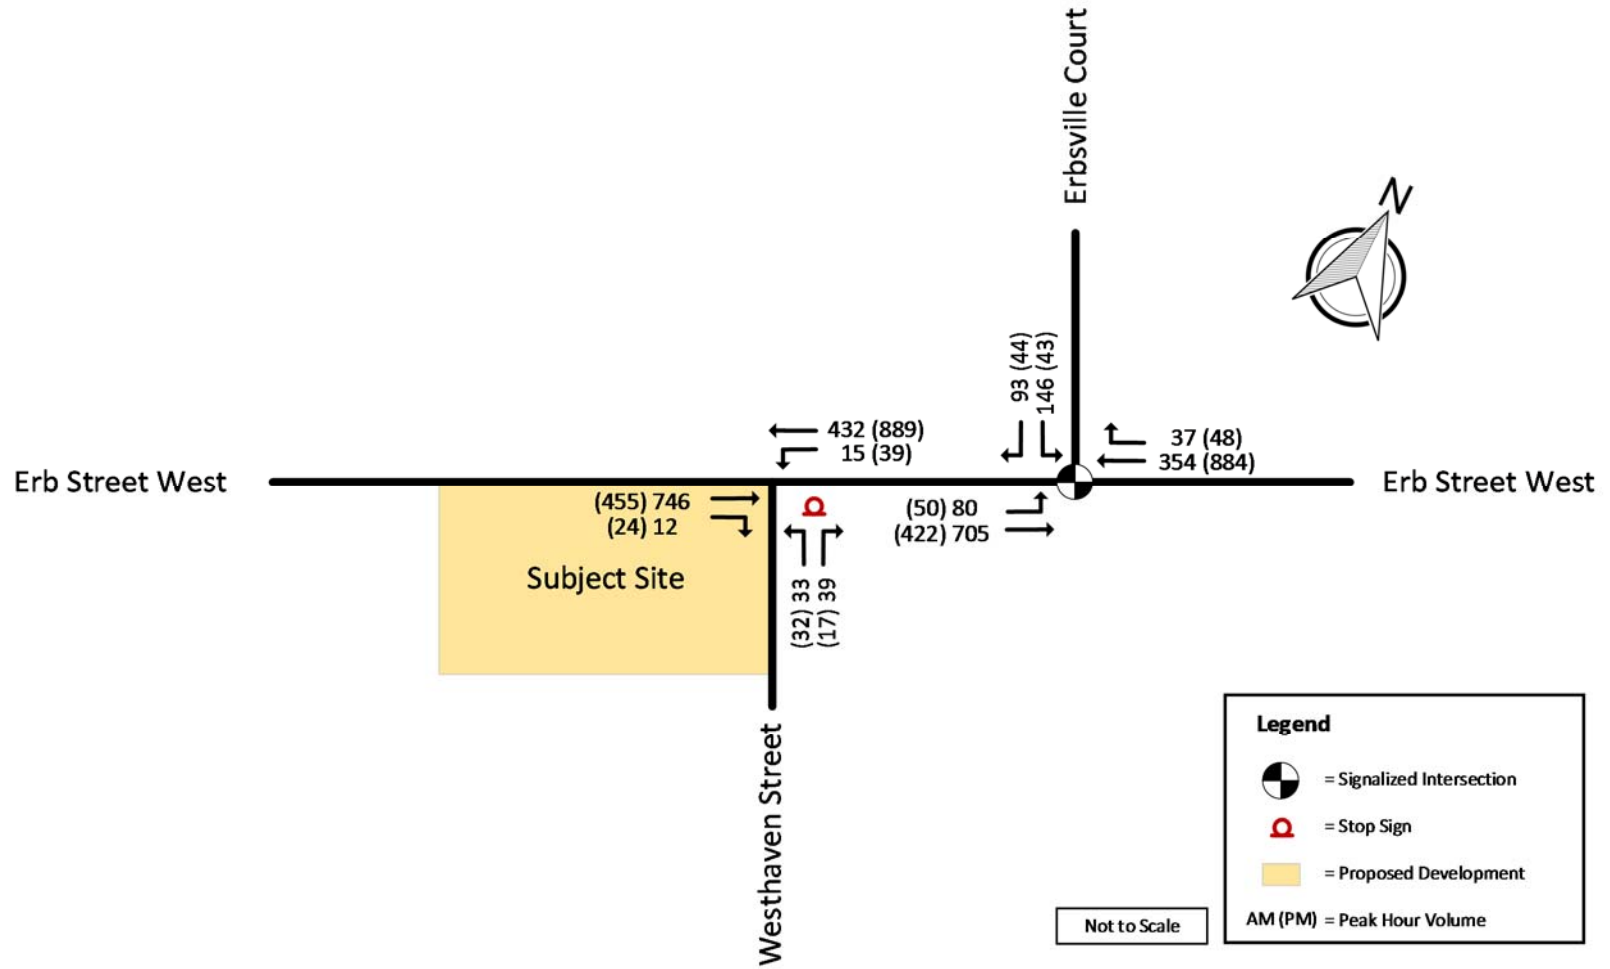 Erbsville Court
N
93 (44)
146 (43)
432 (889)
15 (39)
37 (48)
354 (884)
Erb Street West
Erb Street West
(455) 746
(24) 12
(50) 80
(422) 705
Subject Site
(32) 33
(17) 39
Westhaven Street
Legend
= Signalized Intersection
= Stop Sign
= Proposed Development
AM (PM) = Peak Hour Volume
Not to Scale